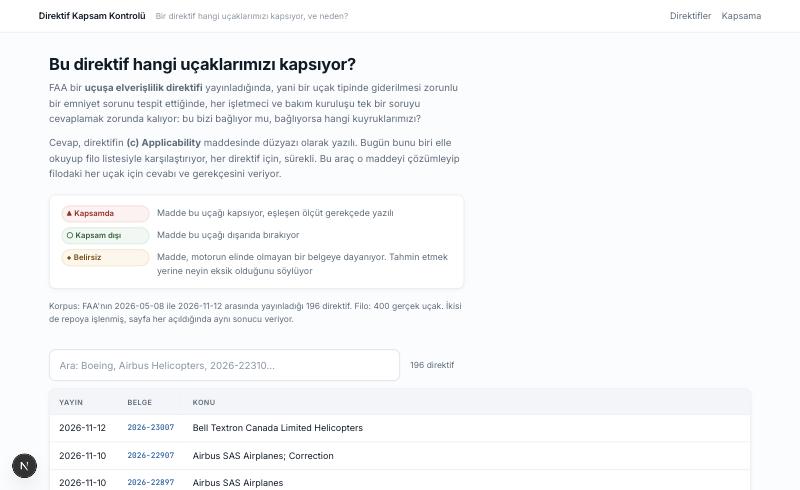 Direktif Kapsam Kontrolü Bir direktif hangi uçaklarımızı kapsıyor, ve neden? Direktifler Kapsama
Bu direktif hangi uçaklarımızı kapsıyor?
FAA bir uçuşa elverişlilik direktifi yayınladığında, yani bir uçak tipinde giderilmesi zorunlu
bir emniyet sorunu tespit ettiğinde, her işletmeci ve bakım kuruluşu tek bir soruyu
cevaplamak zorunda kalıyor: bu bizi bağlıyor mu, bağlıyorsa hangi kuyruklarımızı?
Cevap, direktifin (c) Applicability maddesinde düzyazı olarak yazılı. Bugün bunu biri elle
okuyup filo listesiyle karşılaştırıyor, her direktif için, sürekli. Bu araç o maddeyi çözümleyip
filodaki her uçak için cevabı ve gerekçesini veriyor.
▲ Kapsamda Madde bu uçağı kapsıyor, eşleşen ölçüt gerekçede yazılı
○ Kapsam dışı Madde bu uçağı dışarıda bırakıyor
♦ Belirsiz Madde, motorun elinde olmayan bir belgeye dayanıyor. Tahmin etmek
yerine neyin eksik olduğunu söylüyor
Korpus: FAA'nın 2026-05-08 ile 2026-11-12 arasında yayınladığı 196 direktif. Filo: 400 gerçek uçak. İkisi
de repoya işlenmiş, sayfa her açıldığında aynı sonucu veriyor.
Ara: Boeing, Airbus Helicopters, 2026-22310... 196 direktif
YAYIN BELGE KONU
2026-11-12 2026-23007 Bell Textron Canada Limited Helicopters
2026-11-10 2026-22907 Airbus SAS Airplanes; Correction
2026-11-10 2026-22897 Airbus SAS Airplanes
N